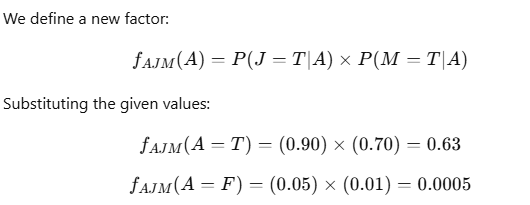 We define a new factor:
f_AJM(A) = P(J = T|A) × P(M = T|A)
Substituting the given values:
f_AJM(A = T) = (0.90) × (0.70) = 0.63
f_AJM(A = F) = (0.05) × (0.01) = 0.0005